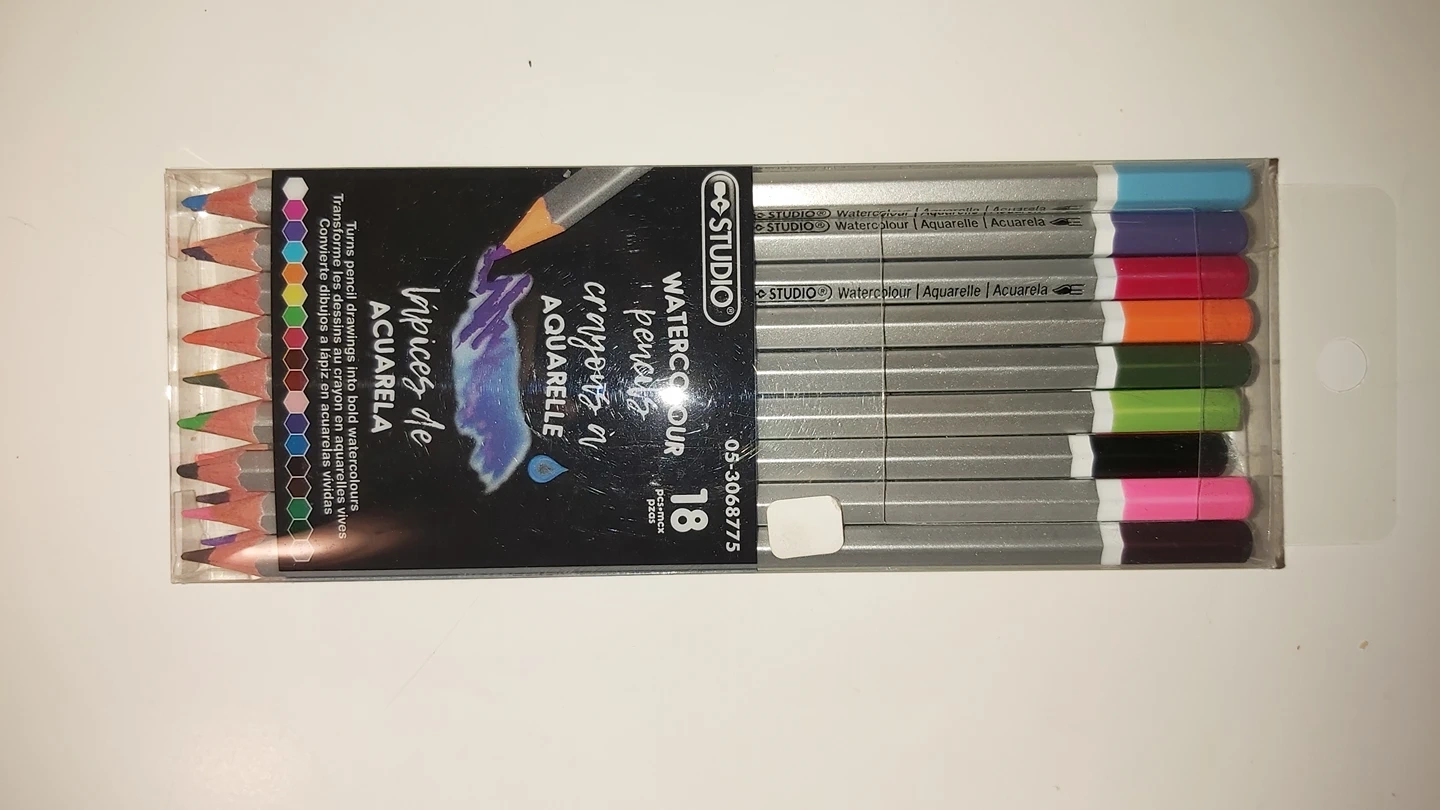 STUDIO®
05-3068775
WATERCOLOUR
pencils
18
pcs•mcx
pzas
crayons à
AQUARELLE
lápices de
ACUARELA
Turns pencil drawings into bold watercolours
Transforme les dessins au crayon en aquarelles vives
Convierte dibujos a lápiz en acuarelas vividas
STUDIO® Watercolour | Aquarelle | Acuarela
STUDIO® Watercolour | Aquarelle | Acuarela
STUDIO® Watercolour | Aquarelle | Acuarela